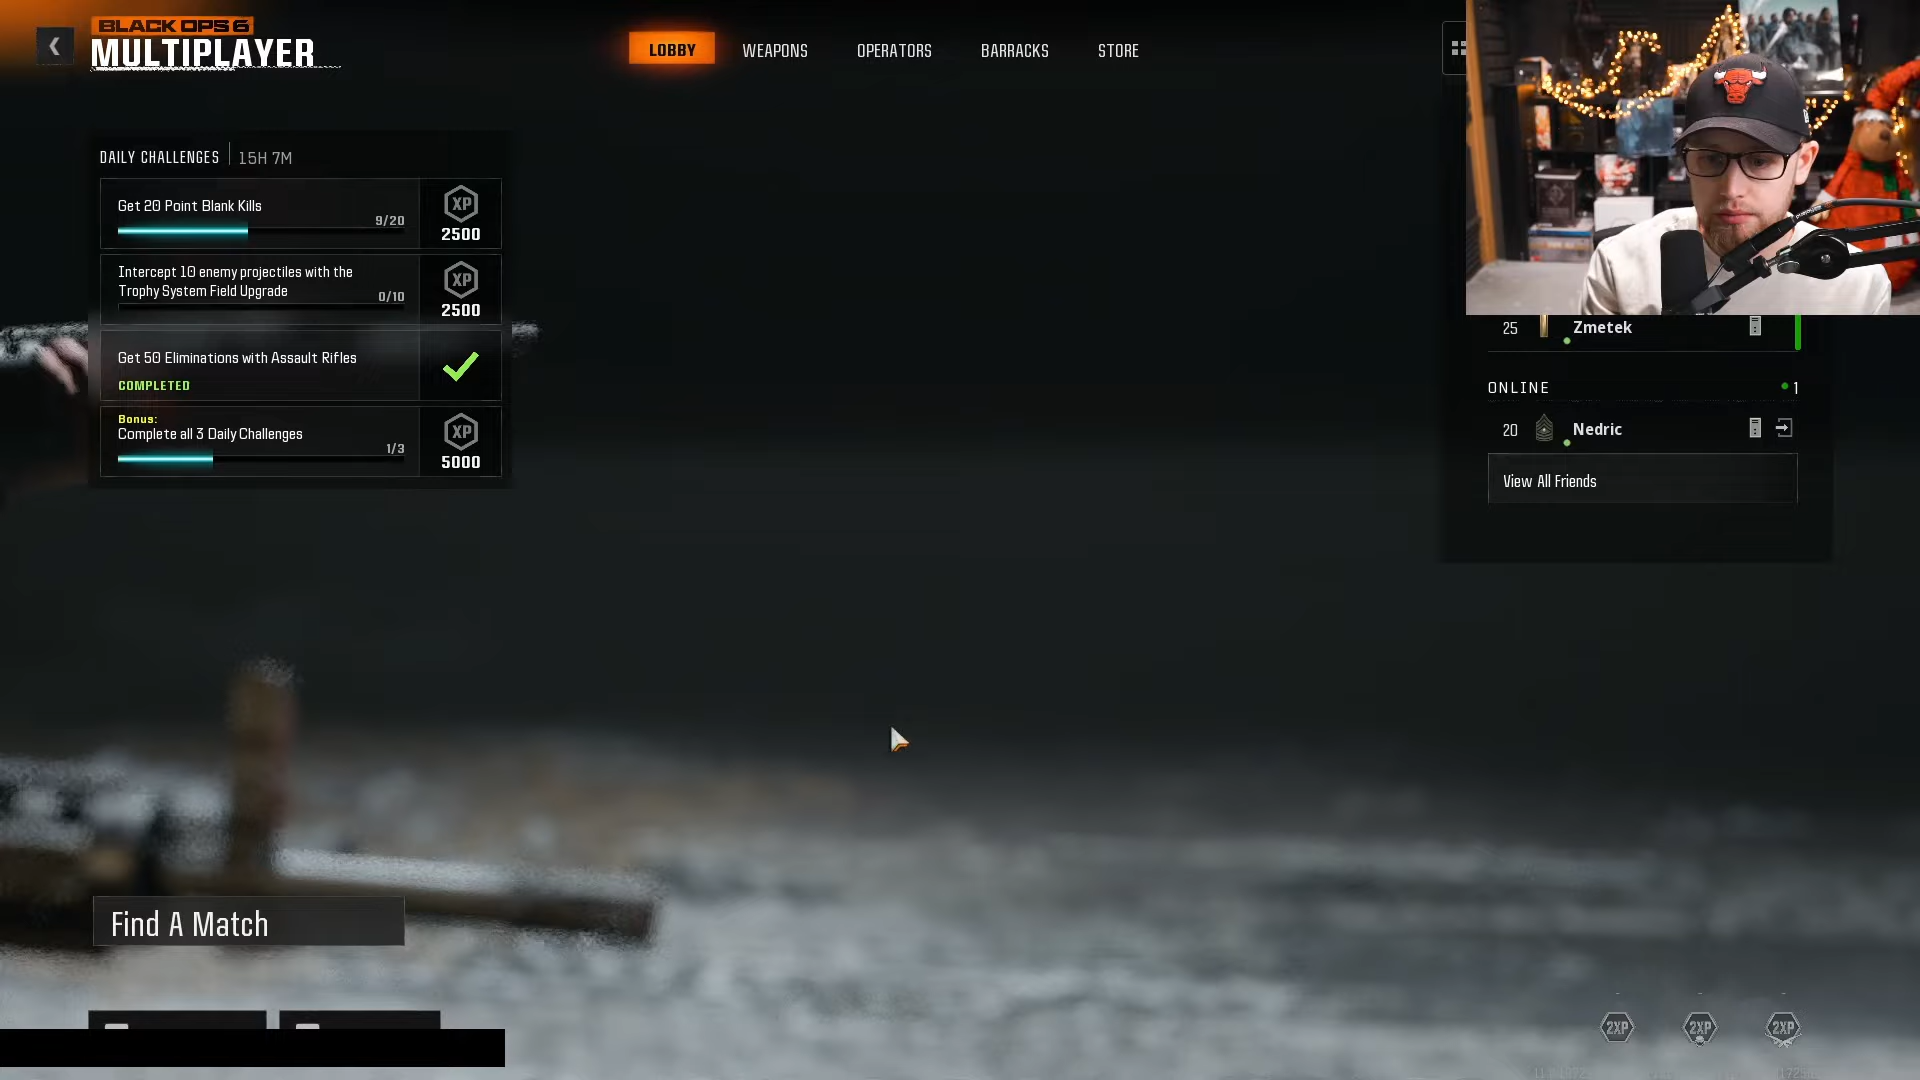 BLACK OPS 6
MULTIPLAYER
LOBBY
WEAPONS
OPERATORS
BARRACKS
STORE
DAILY CHALLENGES
15H 7M
Get 20 Point Blank Kills
9/20
XP
2500
Intercept 10 enemy projectiles with the
Trophy System Field Upgrade
0/10
XP
2500
Get 50 Eliminations with Assault Rifles
COMPLETED
Bonus:
Complete all 3 Daily Challenges
1/3
XP
5000
25
Zmetek
ONLINE
1
20
Nedric
View All Friends
Find A Match
2XP
2XP
2XP